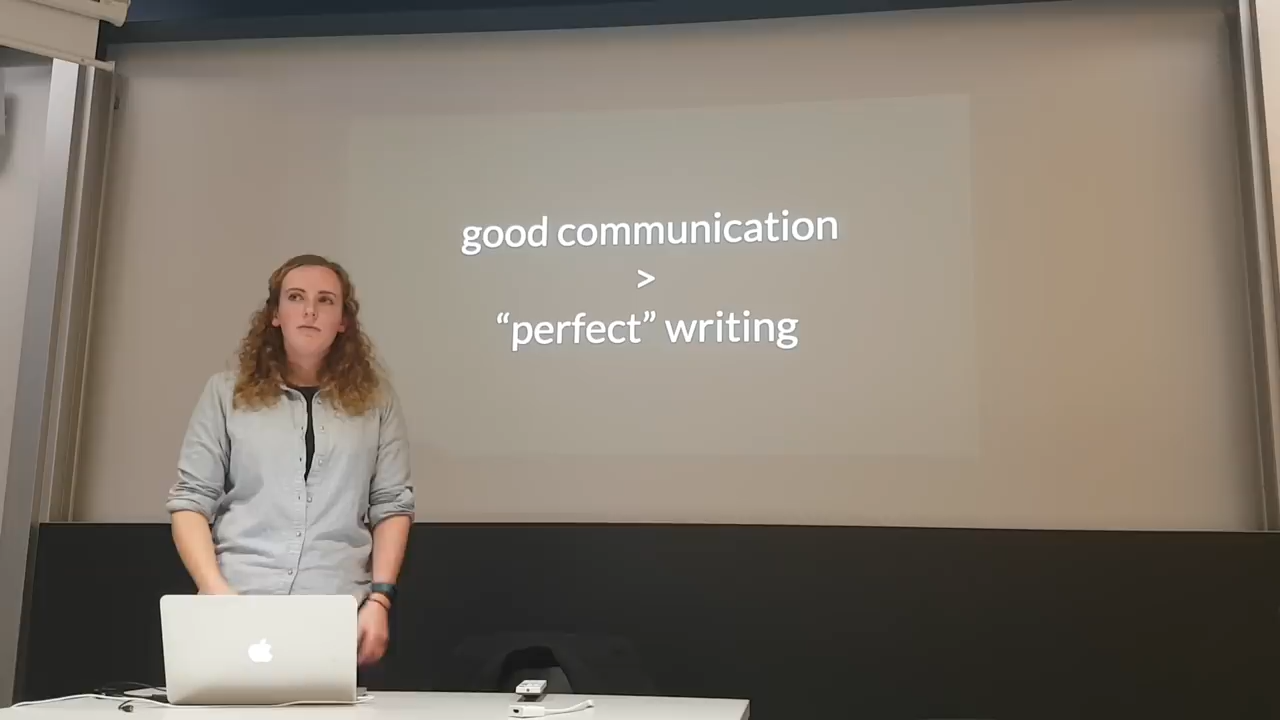 good communication
>
“perfect” writing